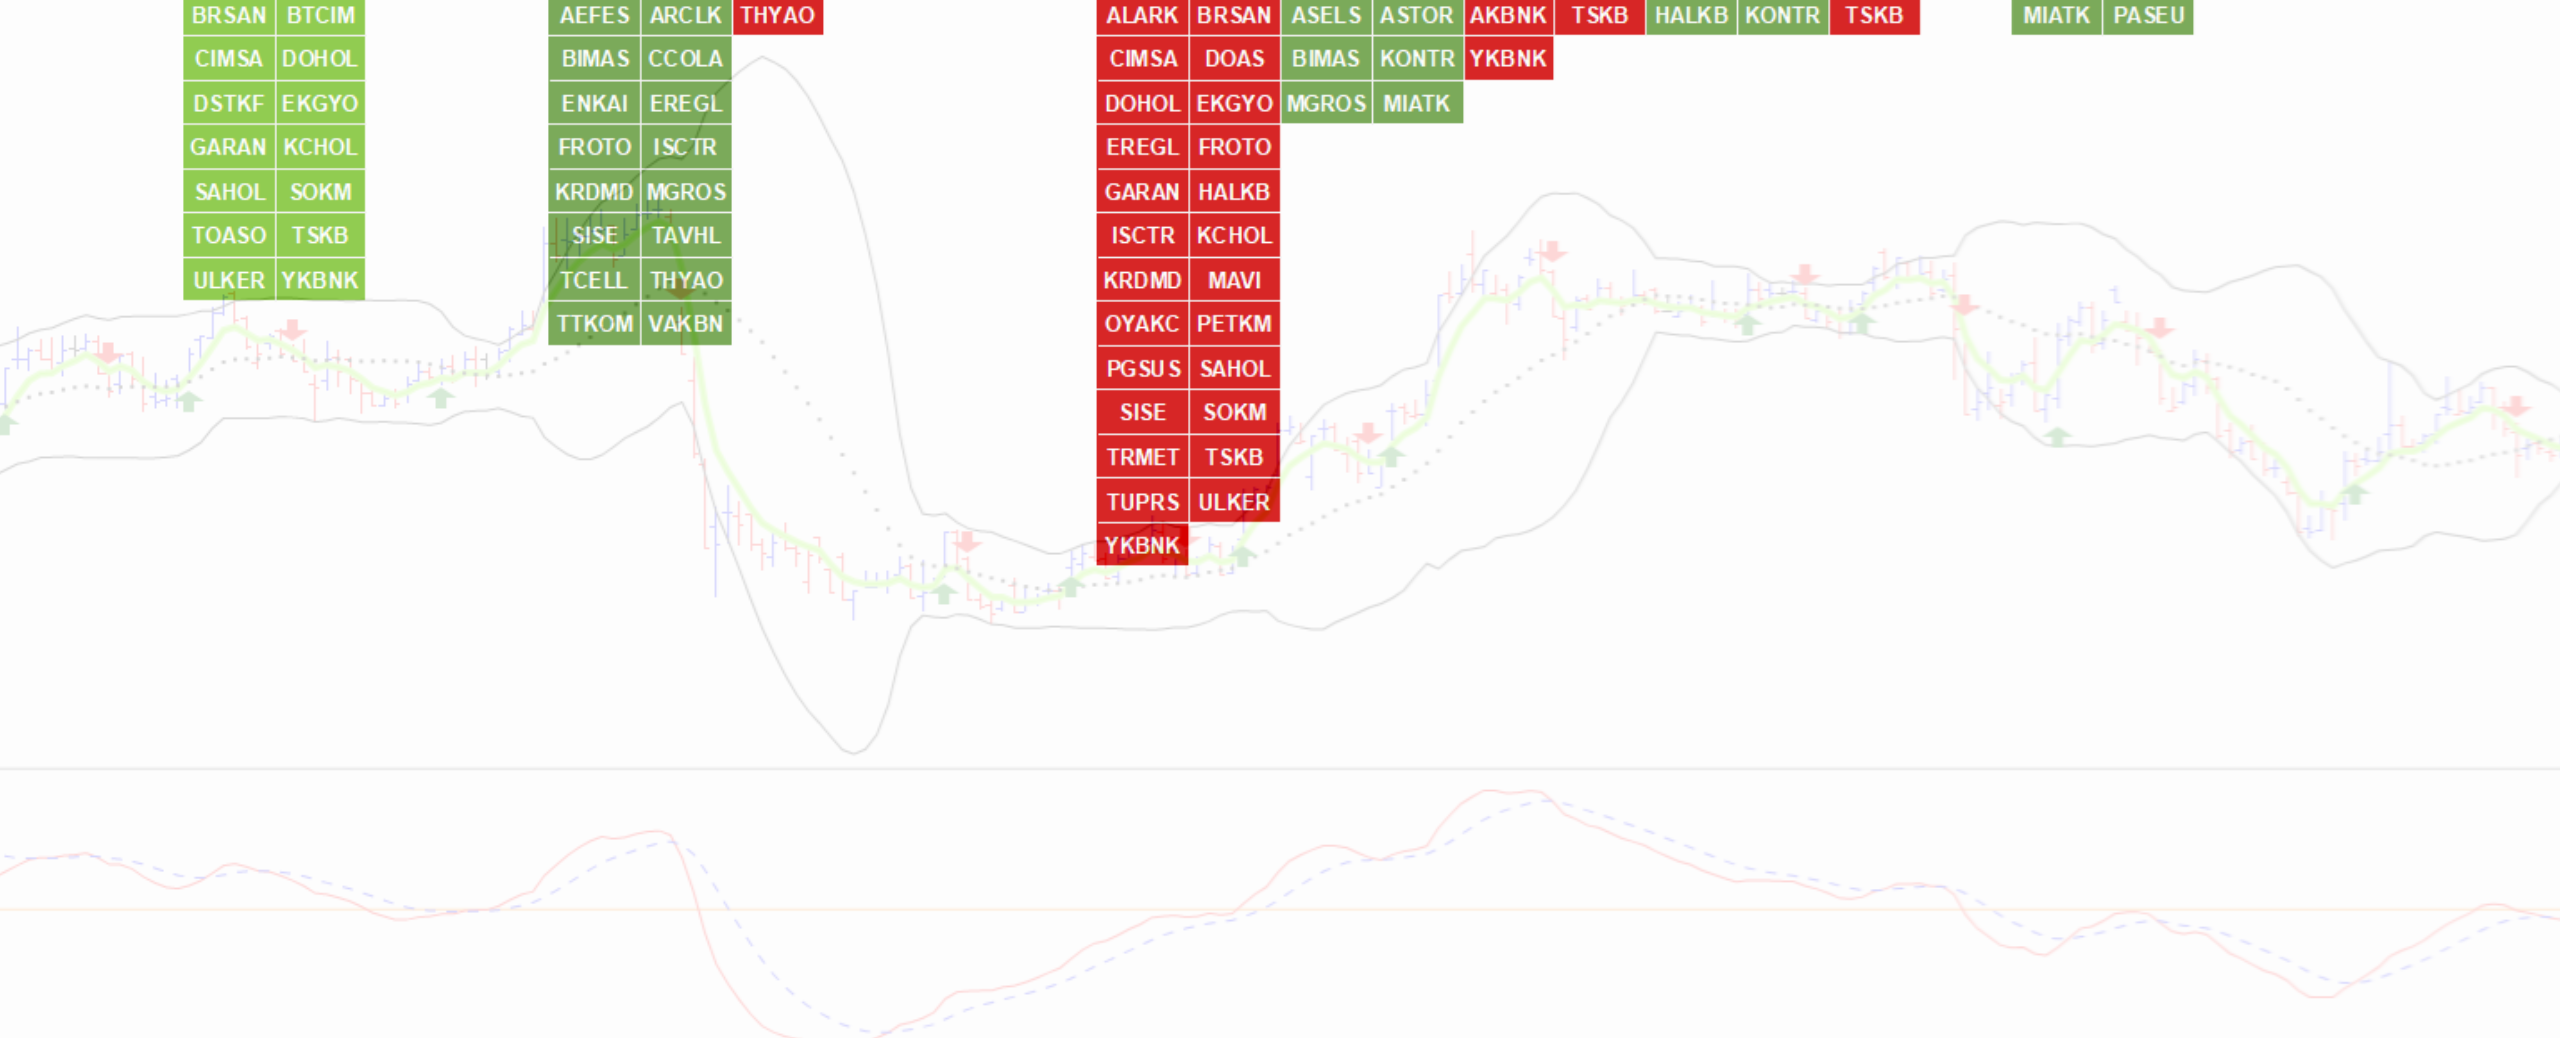 BRSAN BTCIM AEFES ARCLK THYAO ALARK BRSAN ASELS ASTOR AKBNK TSKB HALKB KONTR TSKB MIATK PASEU
CIMSA DOHOL BIMAS CCOLA CIMSA DOAS BIMAS KONTR YKBNK
DSTKF EKGYO ENKAI EREGL DOHOL EKGYO MGROS MIATK
GARAN KCHOL FROTO ISCTR EREGL FROTO
SAHOL SOKM KRDMD MGROS GARAN HALKB
TOASO TSKB SISE TAVHL ISCTR KCHOL
ULKER YKBNK TCELL THYAO KRDMD MAVI
TTKOM VAKBN OYAKC PETKM
PGSUS SAHOL
SISE SOKM
TRMET TSKB
TUPRS ULKER
YKBNK